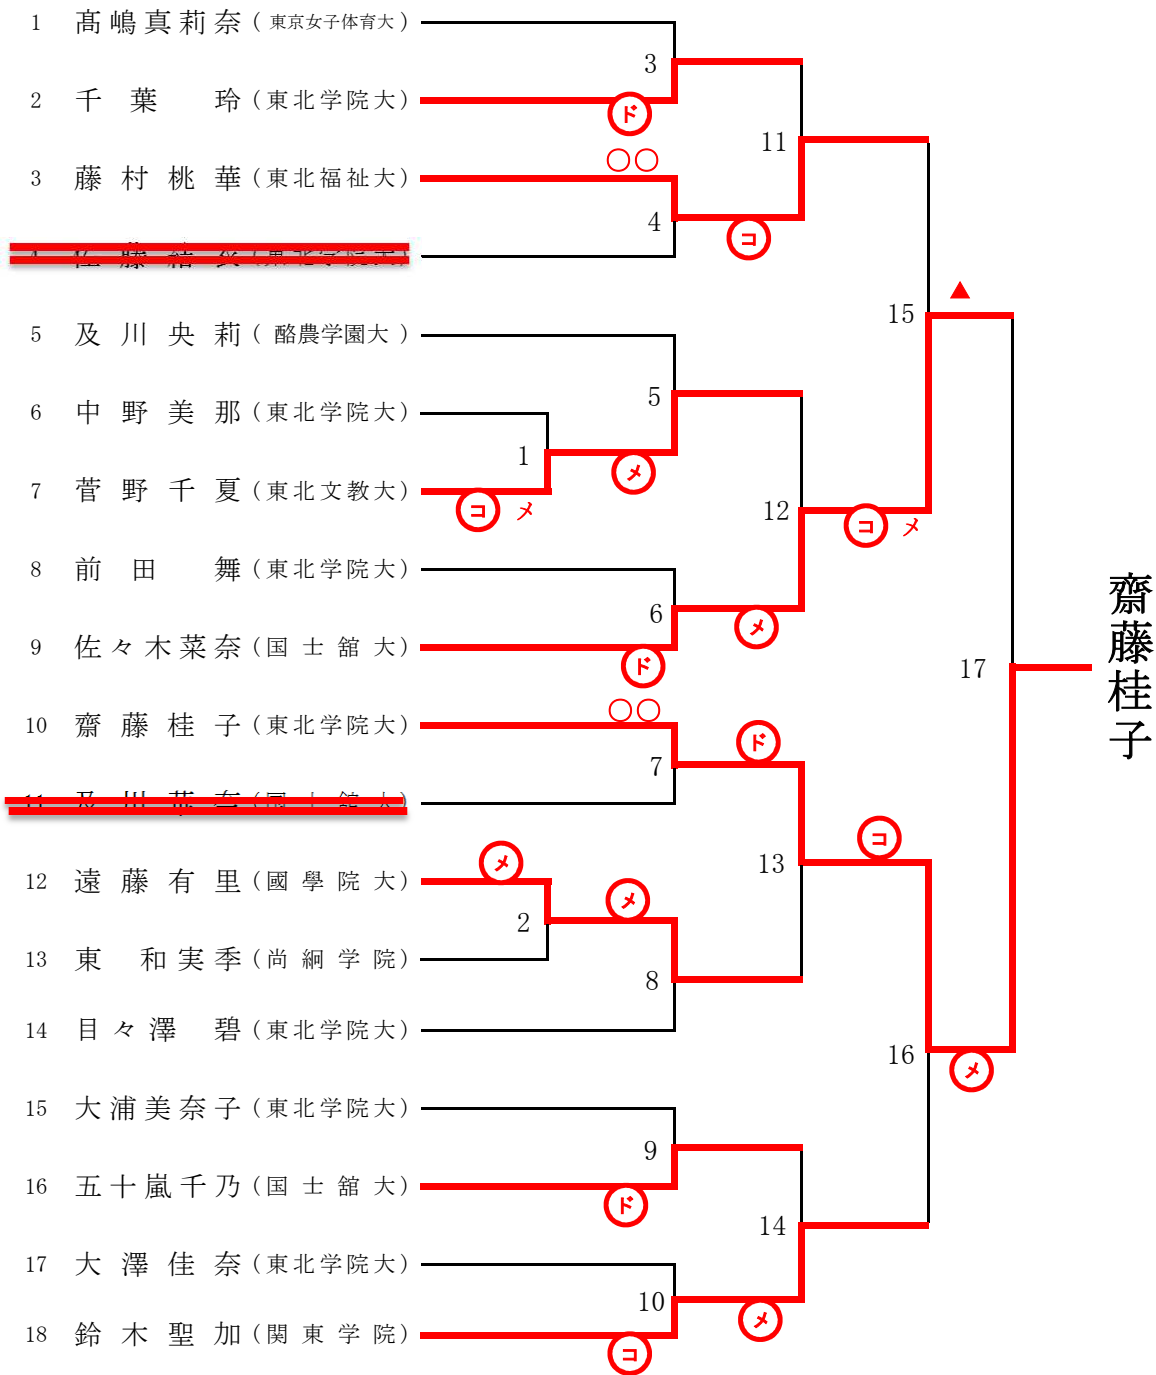 1 髙嶋真莉奈(東京女子体育大)
3
2 千葉 玲(東北学院大)
ド
11
○○
3 藤村桃華(東北福祉大)
4
コ
▲
15
5 及川央莉(酪農学園大)
5
6 中野美那(東北学院大)
1
メ
7 菅野千夏(東北文教大)
コ メ
12
コ メ
8 前田 舞(東北学院大)
6
メ
9 佐々木菜奈(国士舘大)
ド
17
齋藤桂子
○○
10 齋藤桂子(東北学院大)
ド
7
コ
13
メ
12 遠藤有里(國學院大)
メ
2
13 東 和実季(尚絅学院)
8
14 目々澤 碧(東北学院大)
16
メ
15 大浦美奈子(東北学院大)
9
16 五十嵐千乃(国士舘大)
ド
14
17 大澤佳奈(東北学院大)
10
メ
18 鈴木聖加(関東学院)
コ